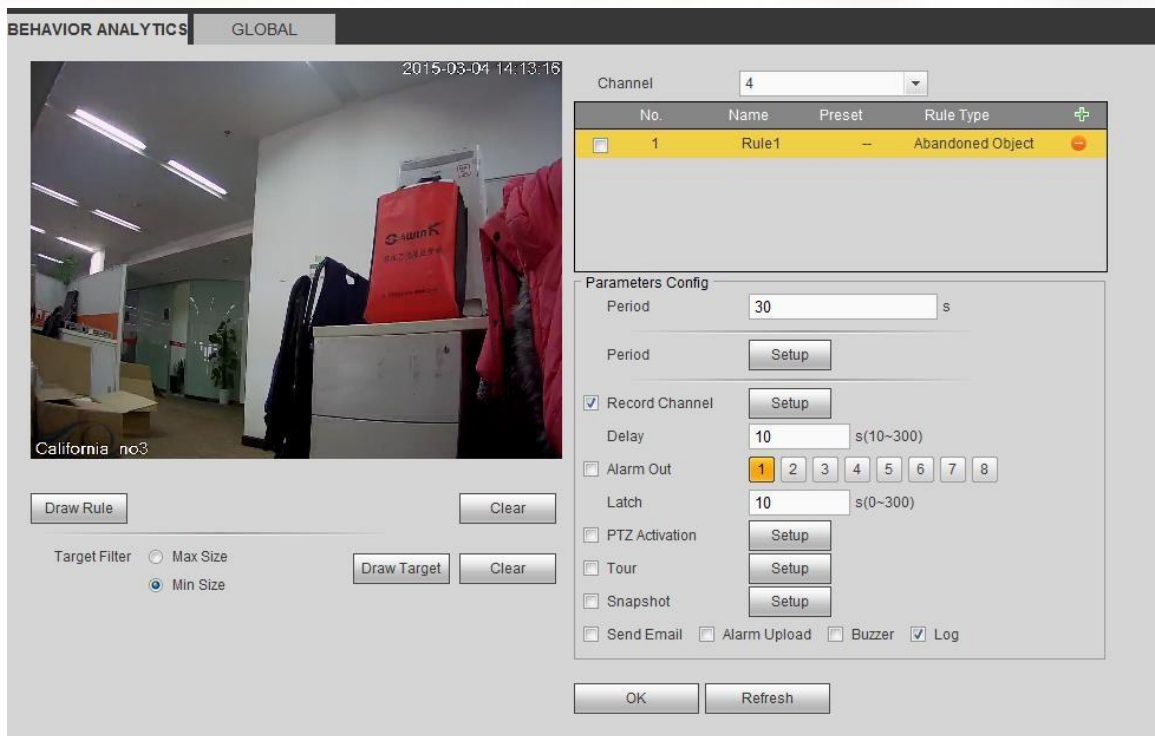 BEHAVIOR ANALYTICS GLOBAL
2015-03-04 14:13:16
California no3
Draw Rule Clear
Target Filter Max Size
Min Size
Draw Target Clear
Channel 4
No. Name Preset Rule Type
1 Rule1 -- Abandoned Object
Parameters Config
Period 30 s
Period Setup
Record Channel Setup
Delay 10 s(10~300)
Alarm Out 1 2 3 4 5 6 7 8
Latch 10 s(0~300)
PTZ Activation Setup
Tour Setup
Snapshot Setup
Send Email Alarm Upload Buzzer Log
OK Refresh